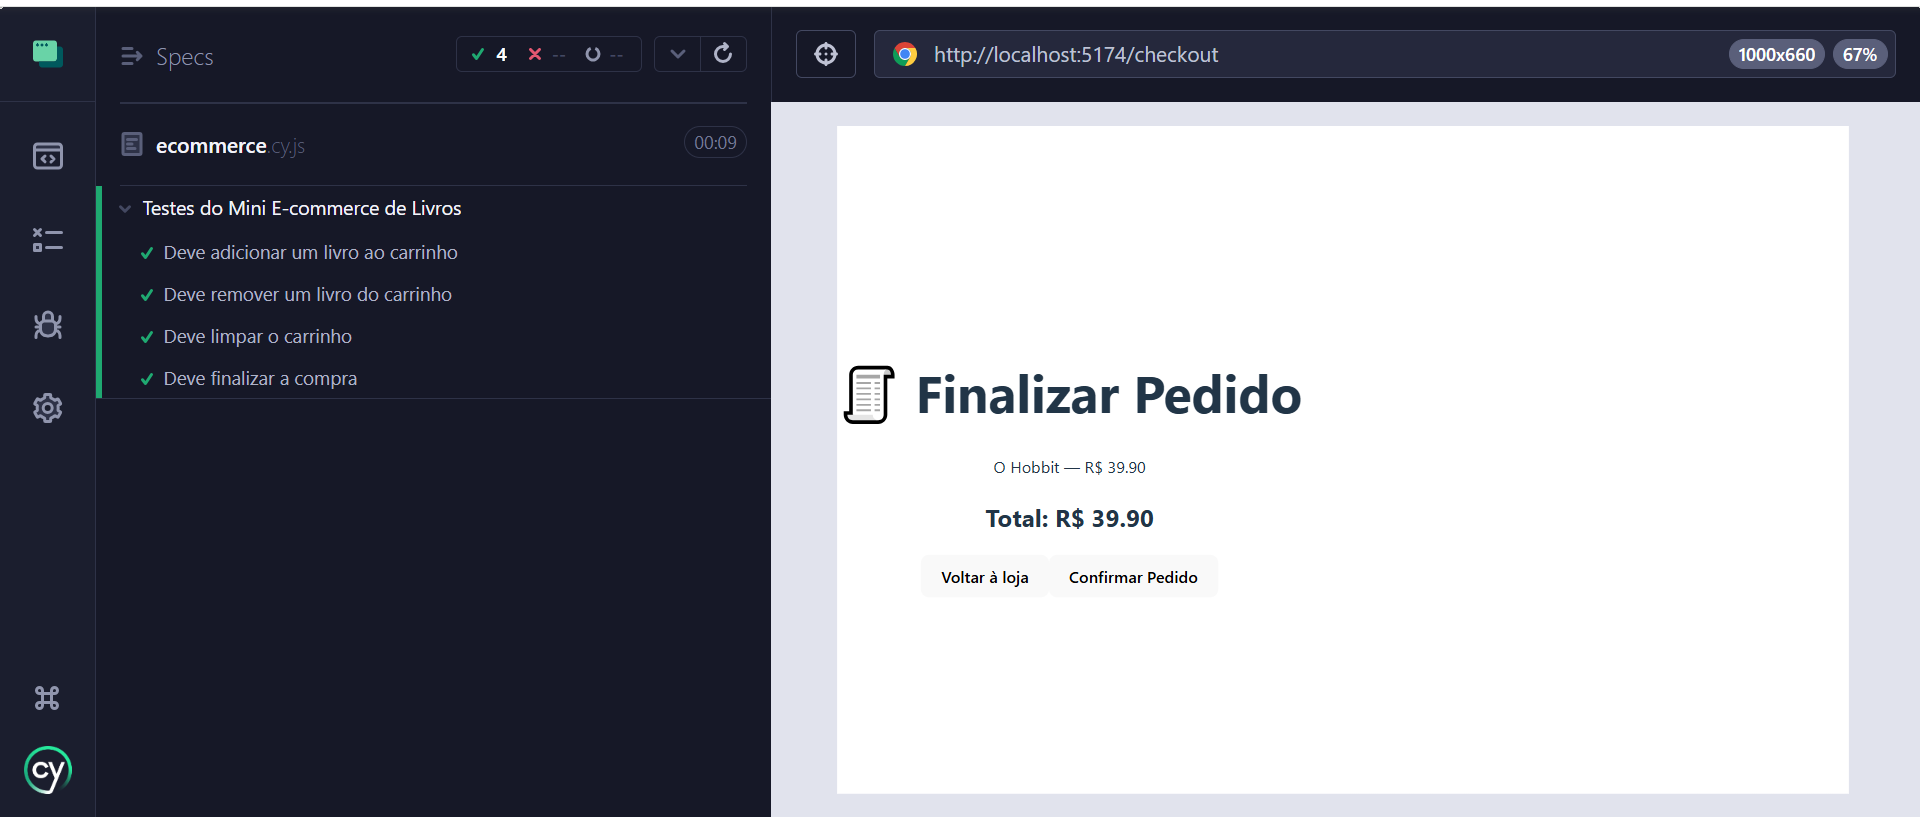 Specs
4 -- --
ecommerce.cy.js
00:09
Testes do Mini E-commerce de Livros
Deve adicionar um livro ao carrinho
Deve remover um livro do carrinho
Deve limpar o carrinho
Deve finalizar a compra
cy
http://localhost:5174/checkout
1000x660
67%
Finalizar Pedido
O Hobbit — R$ 39.90
Total: R$ 39.90
Voltar à loja
Confirmar Pedido